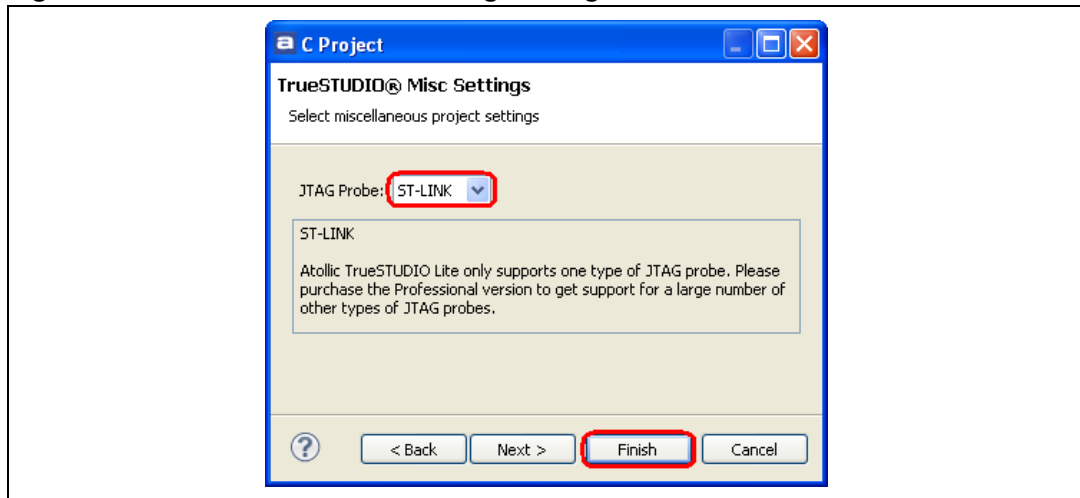 C Project
TrueSTUDIO® Misc Settings
Select miscellaneous project settings
JTAG Probe: ST-LINK
ST-LINK
Atollic TrueSTUDIO Lite only supports one type of JTAG probe. Please
purchase the Professional version to get support for a large number of
other types of JTAG probes.
< Back Next > Finish Cancel